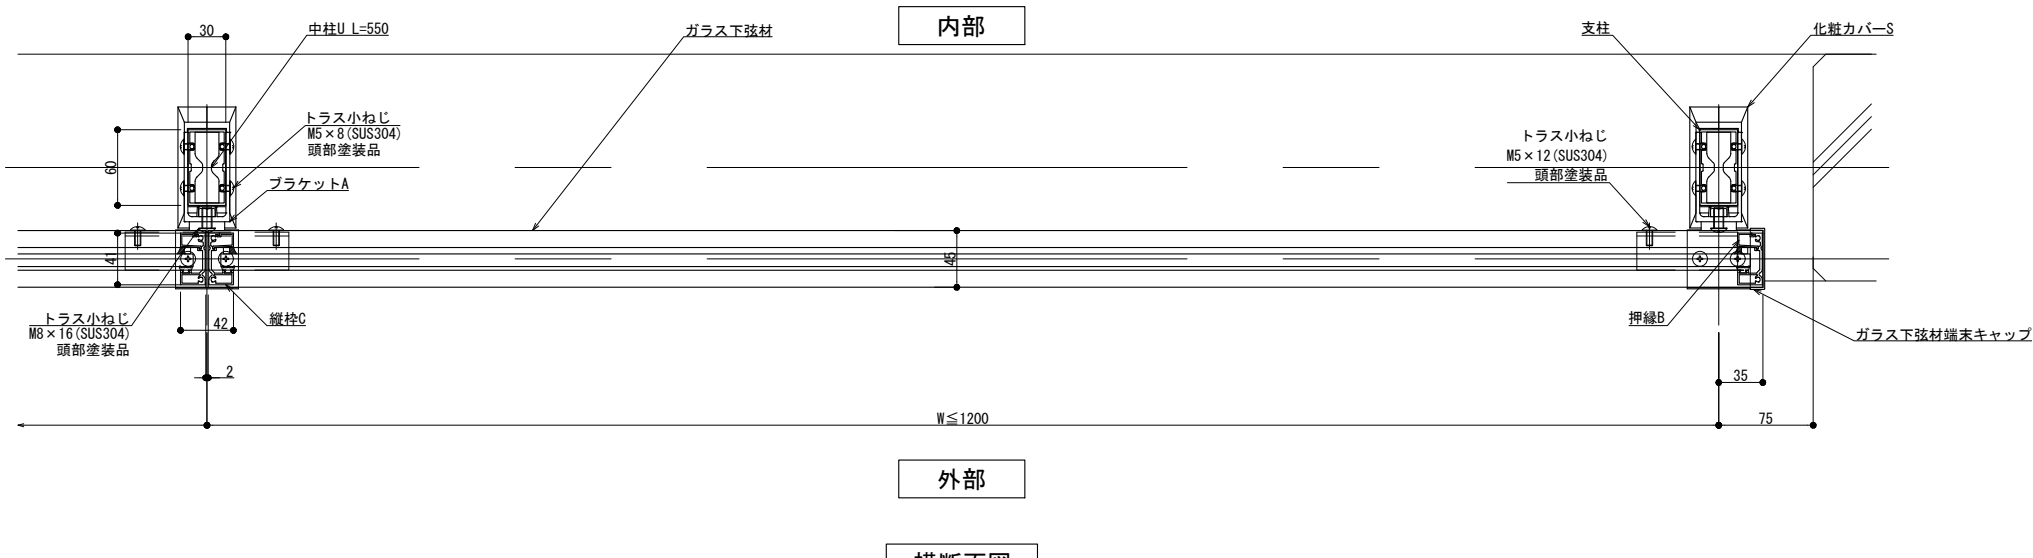 内部
30
中柱U L=550
ガラス下弦材
支柱
化粧カバーS
トラス小ねじ
M5×8(SUS304)
頭部塗装品
トラス小ねじ
M5×12(SUS304)
頭部塗装品
60
ブラケットA
41
45
トラス小ねじ
M8×16(SUS304)
頭部塗装品
42
縦枠C
押縁B
ガラス下弦材端末キャップ
2
35
W≦1200
75
外部
横断面図